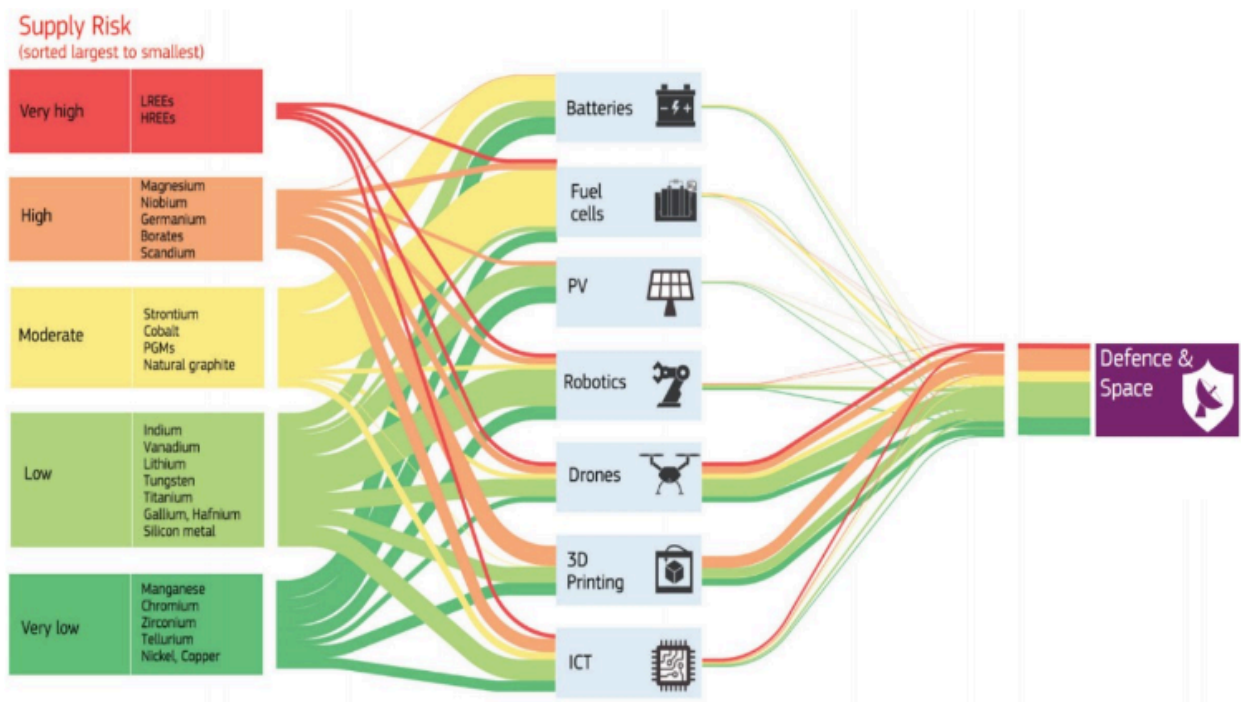 Supply Risk
(sorted largest to smallest)
Very high
LREEs
HREEs
High
Magnesium
Niobium
Germanium
Borates
Scandium
Moderate
Strontium
Cobalt
PGMs
Natural graphite
Low
Indium
Vanadium
Lithium
Tungsten
Titanium
Gallium, Hafnium
Silicon metal
Very low
Manganese
Chromium
Zirconium
Tellurium
Nickel, Copper
Batteries
Fuel
cells
PV
Robotics
Drones
3D
Printing
ICT
Defence &
Space